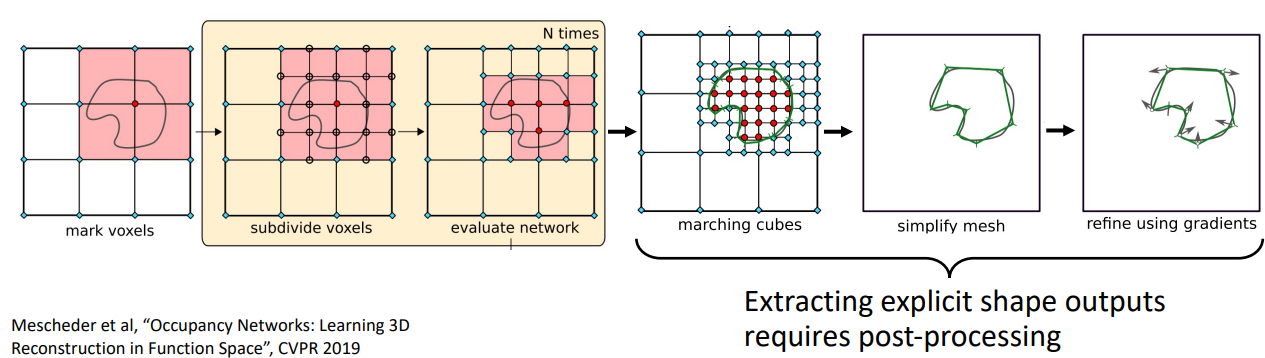 N times
mark voxels
subdivide voxels
evaluate network
marching cubes
simplify mesh
refine using gradients
Extracting explicit shape outputs
requires post-processing
Mescheder et al, “Occupancy Networks: Learning 3D
Reconstruction in Function Space”, CVPR 2019